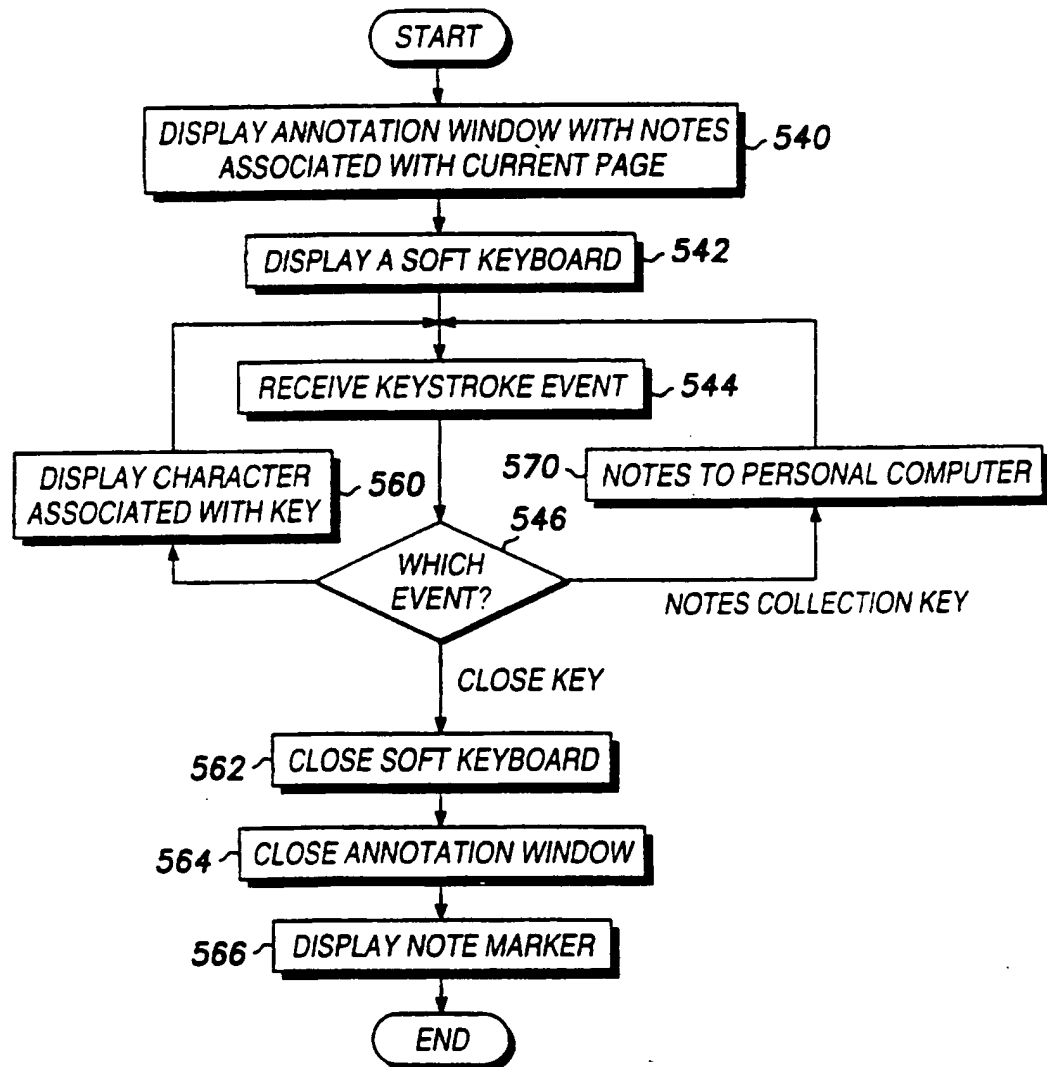 START
DISPLAY ANNOTATION WINDOW WITH NOTES
ASSOCIATED WITH CURRENT PAGE
540
DISPLAY A SOFT KEYBOARD
542
RECEIVE KEYSTROKE EVENT
544
DISPLAY CHARACTER
ASSOCIATED WITH KEY
560
570
NOTES TO PERSONAL COMPUTER
546
WHICH
EVENT?
NOTES COLLECTION KEY
CLOSE KEY
562
CLOSE SOFT KEYBOARD
564
CLOSE ANNOTATION WINDOW
566
DISPLAY NOTE MARKER
END